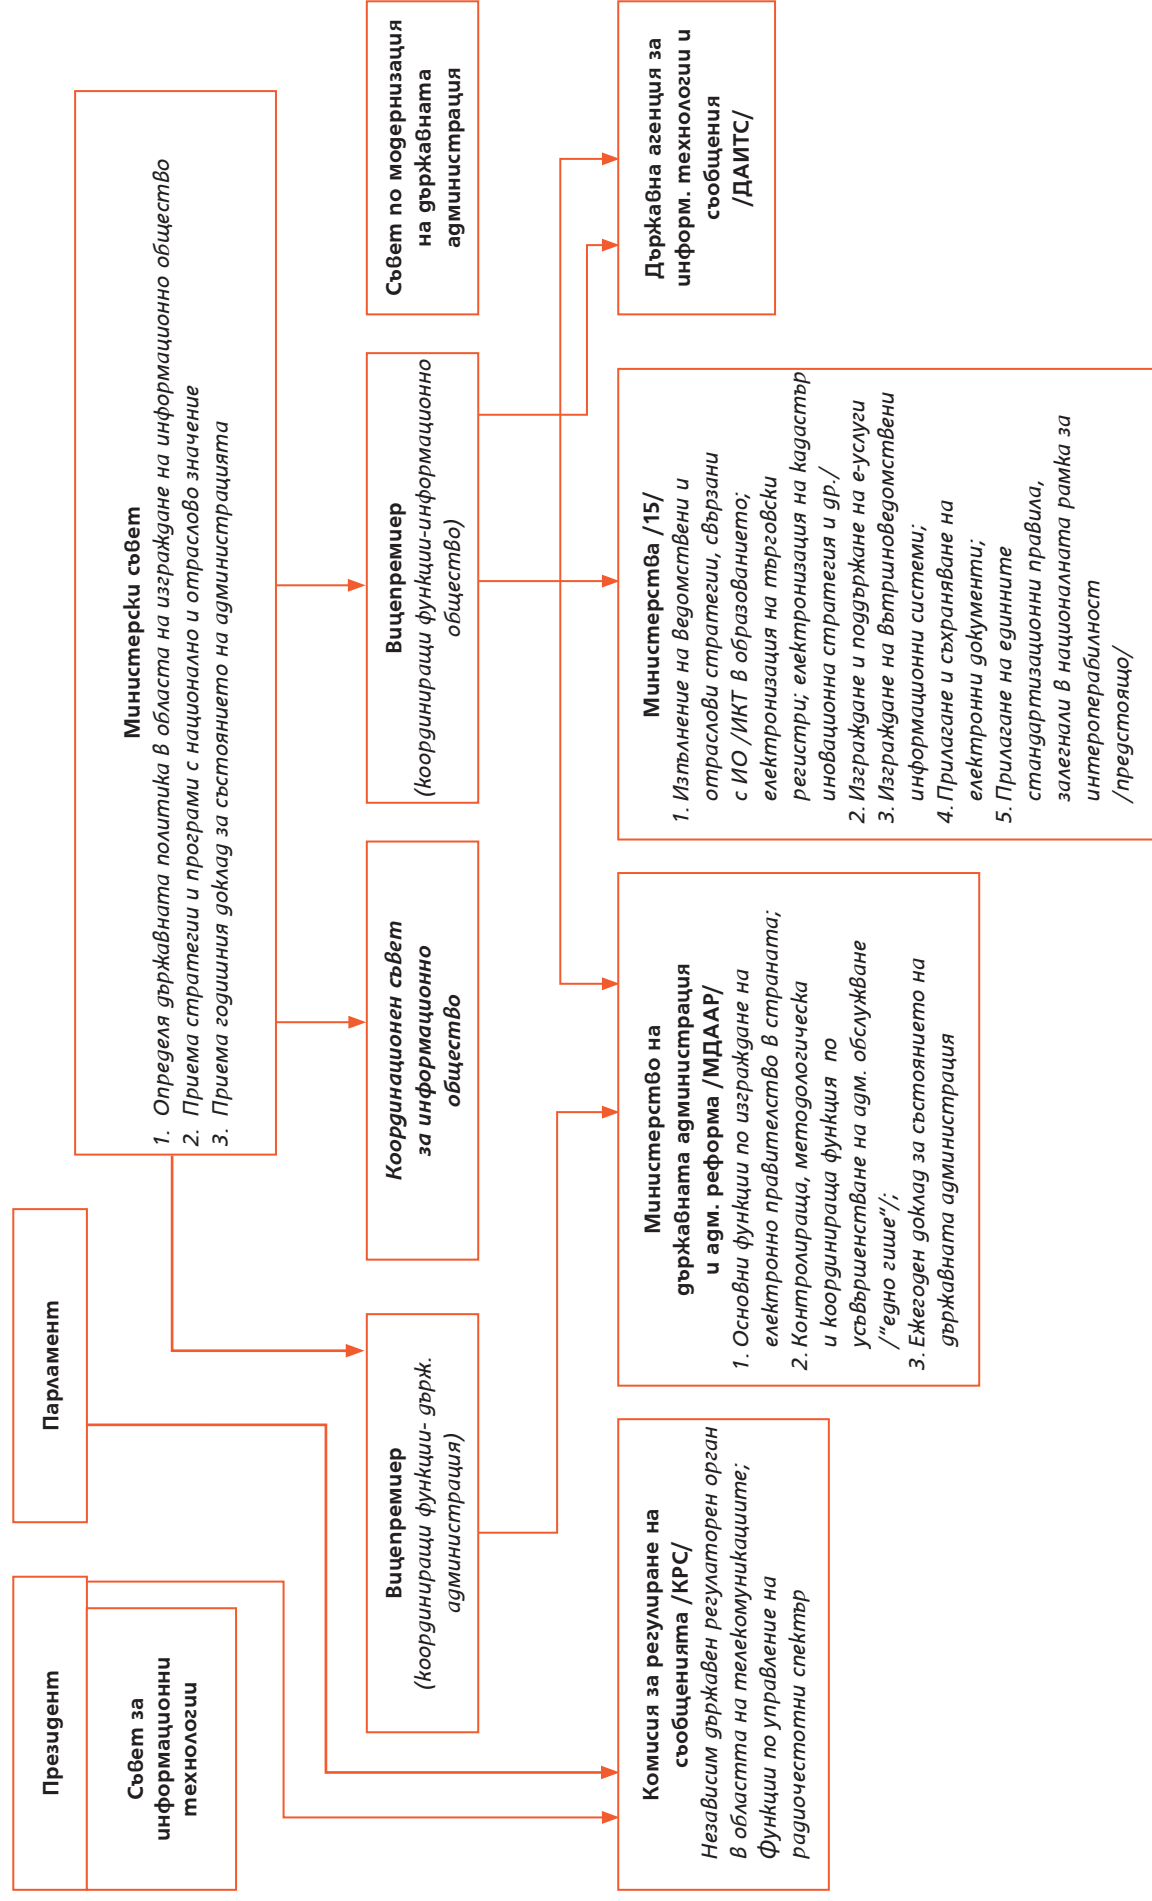 Президент
Съвет за
информационни
технологии
Парламент
Министерски съвет
1. Определя държавната политика в областа на изграждане на информационно общество
2. Приема стратегии и програми с национално и отраслово значение
3. Приема годишния доклад за състоянието на администрацията
Вицепремиер
(координиращи функции- държ.
администрация)
Координационен съвет
за информационно
общество
Вицепремиер
(координиращи функции-информационно
общество)
Съвет по модернизация
на държавната
администрация
Комисия за регулиране на
съобщенията /КРС/
Независим държавен регулаторен орган
в областта на телекомуникациите;
Функции по управление на
радиочестотни спектър
Министерство на
държавната администрация
и адм. реформа /МДААР/
1. Основни функции по изграждане на
електронно правителство в страната;
2. Контролираща, методологическа
и координираща функция по
усъвършенстване на адм. обслужване
/"едно гише"/;
3. Ежегоден доклад за състоянието на
държавната администрация
Министерства /15/
1. Изпълнение на ведомствени и
отраслови стратегии, свързани
с ИО /ИКТ в образованието;
електронизация на търговски
регистри; електронизация на кадастър
иновационна стратегия и др./
2. Изграждане и поддържане на е-услуги
3. Изграждане на вътришноведомствени
информационни системи;
4. Прилагане и съхраняване на
електронни документи;
5. Прилагане на единните
стандартизационни правила,
залегнали в националната рамка за
интероперабилност
/предстоящо/
Държавна агенция за
информ. технологии и
съобщения
/ДАИТС/